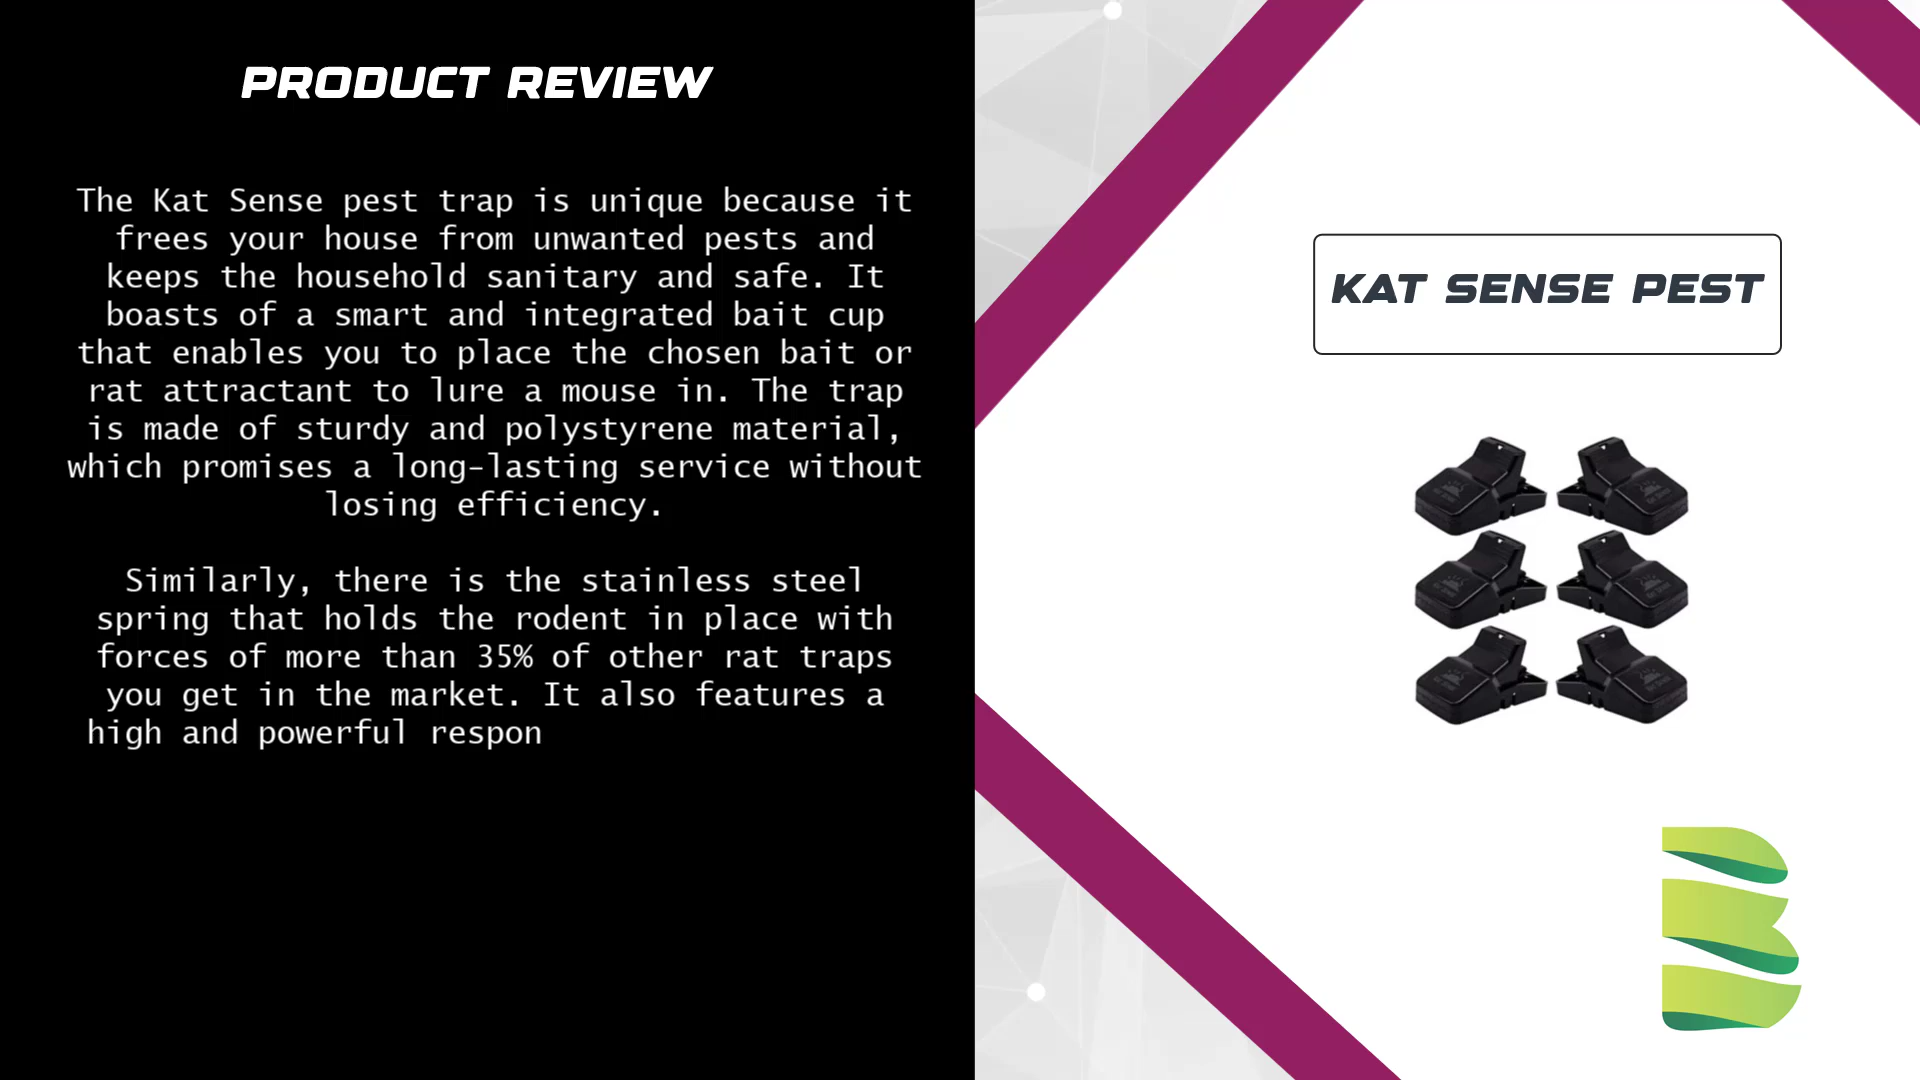 PRODUCT REVIEW
The Kat Sense pest trap is unique because it
frees your house from unwanted pests and
keeps the household sanitary and safe. It
boasts of a smart and integrated bait cup
that enables you to place the chosen bait or
rat attractant to lure a mouse in. The trap
is made of sturdy and polystyrene material,
which promises a long-lasting service without
losing efficiency.
Similarly, there is the stainless steel
spring that holds the rodent in place with
forces of more than 35% of other rat traps
you get in the market. It also features a
high and powerful respon
KAT SENSE PEST